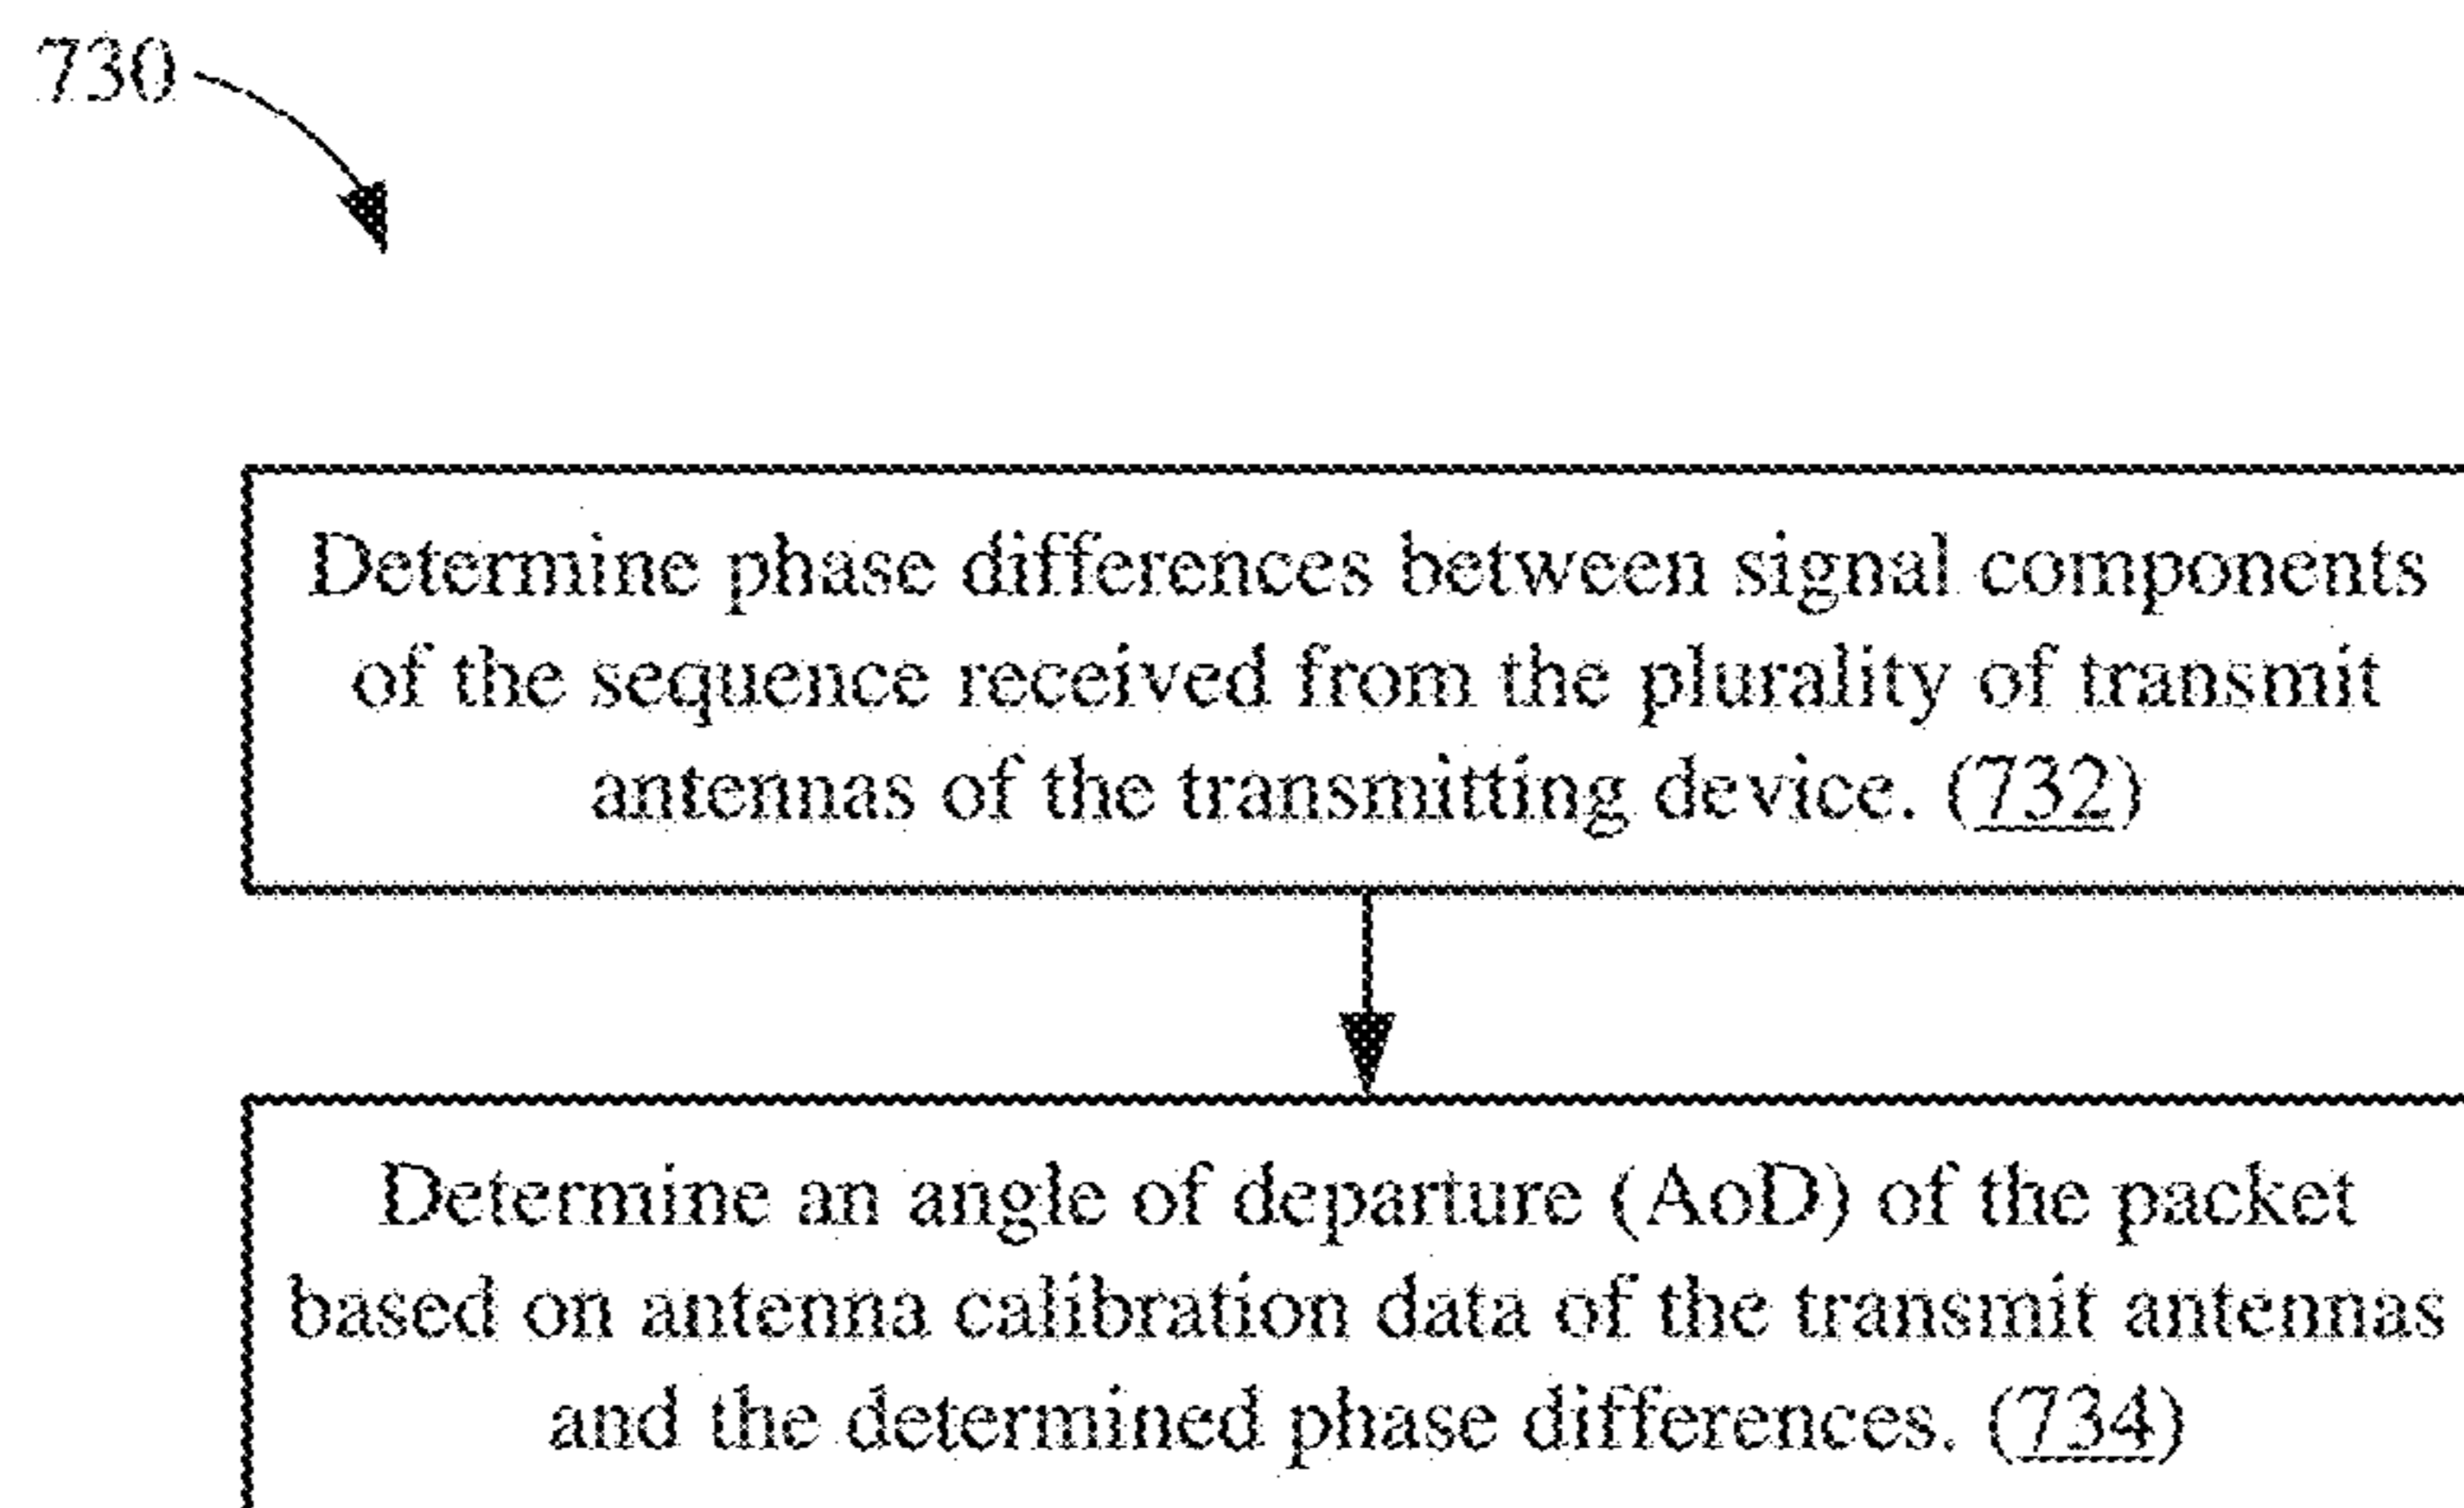 730
Determine phase differences between signal components
of the sequence received from the plurality of transmit
antennas of the transmitting device. (732)
Determine an angle of departure (AoD) of the packet
based on antenna calibration data of the transmit antennas
and the determined phase differences. (734)